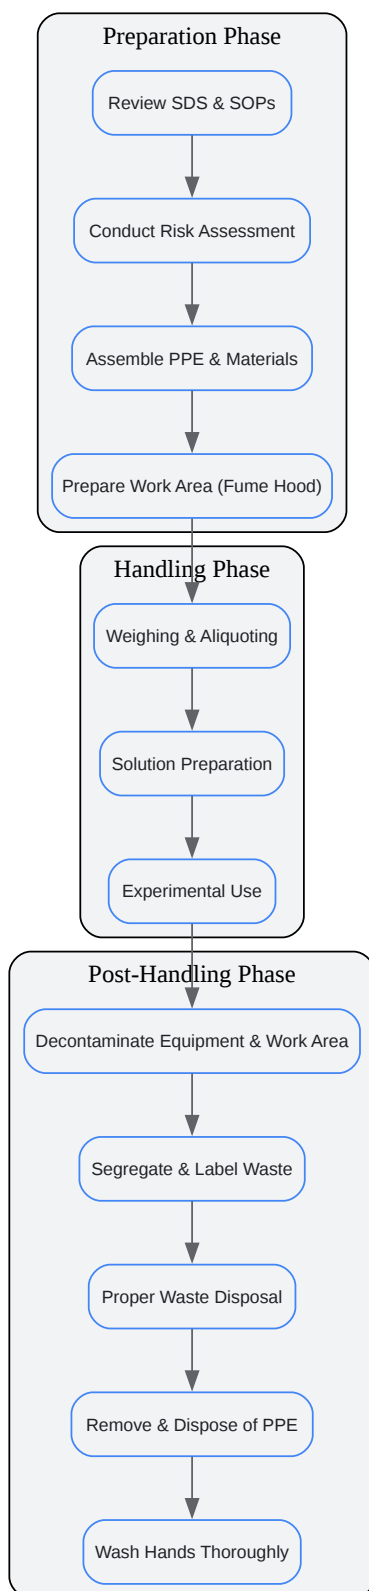 Preparation Phase
Review SDS & SOPs
Conduct Risk Assessment
Assemble PPE & Materials
Prepare Work Area (Fume Hood)
Handling Phase
Weighing & Aliquoting
Solution Preparation
Experimental Use
Post-Handling Phase
Decontaminate Equipment & Work Area
Segregate & Label Waste
Proper Waste Disposal
Remove & Dispose of PPE
Wash Hands Thoroughly